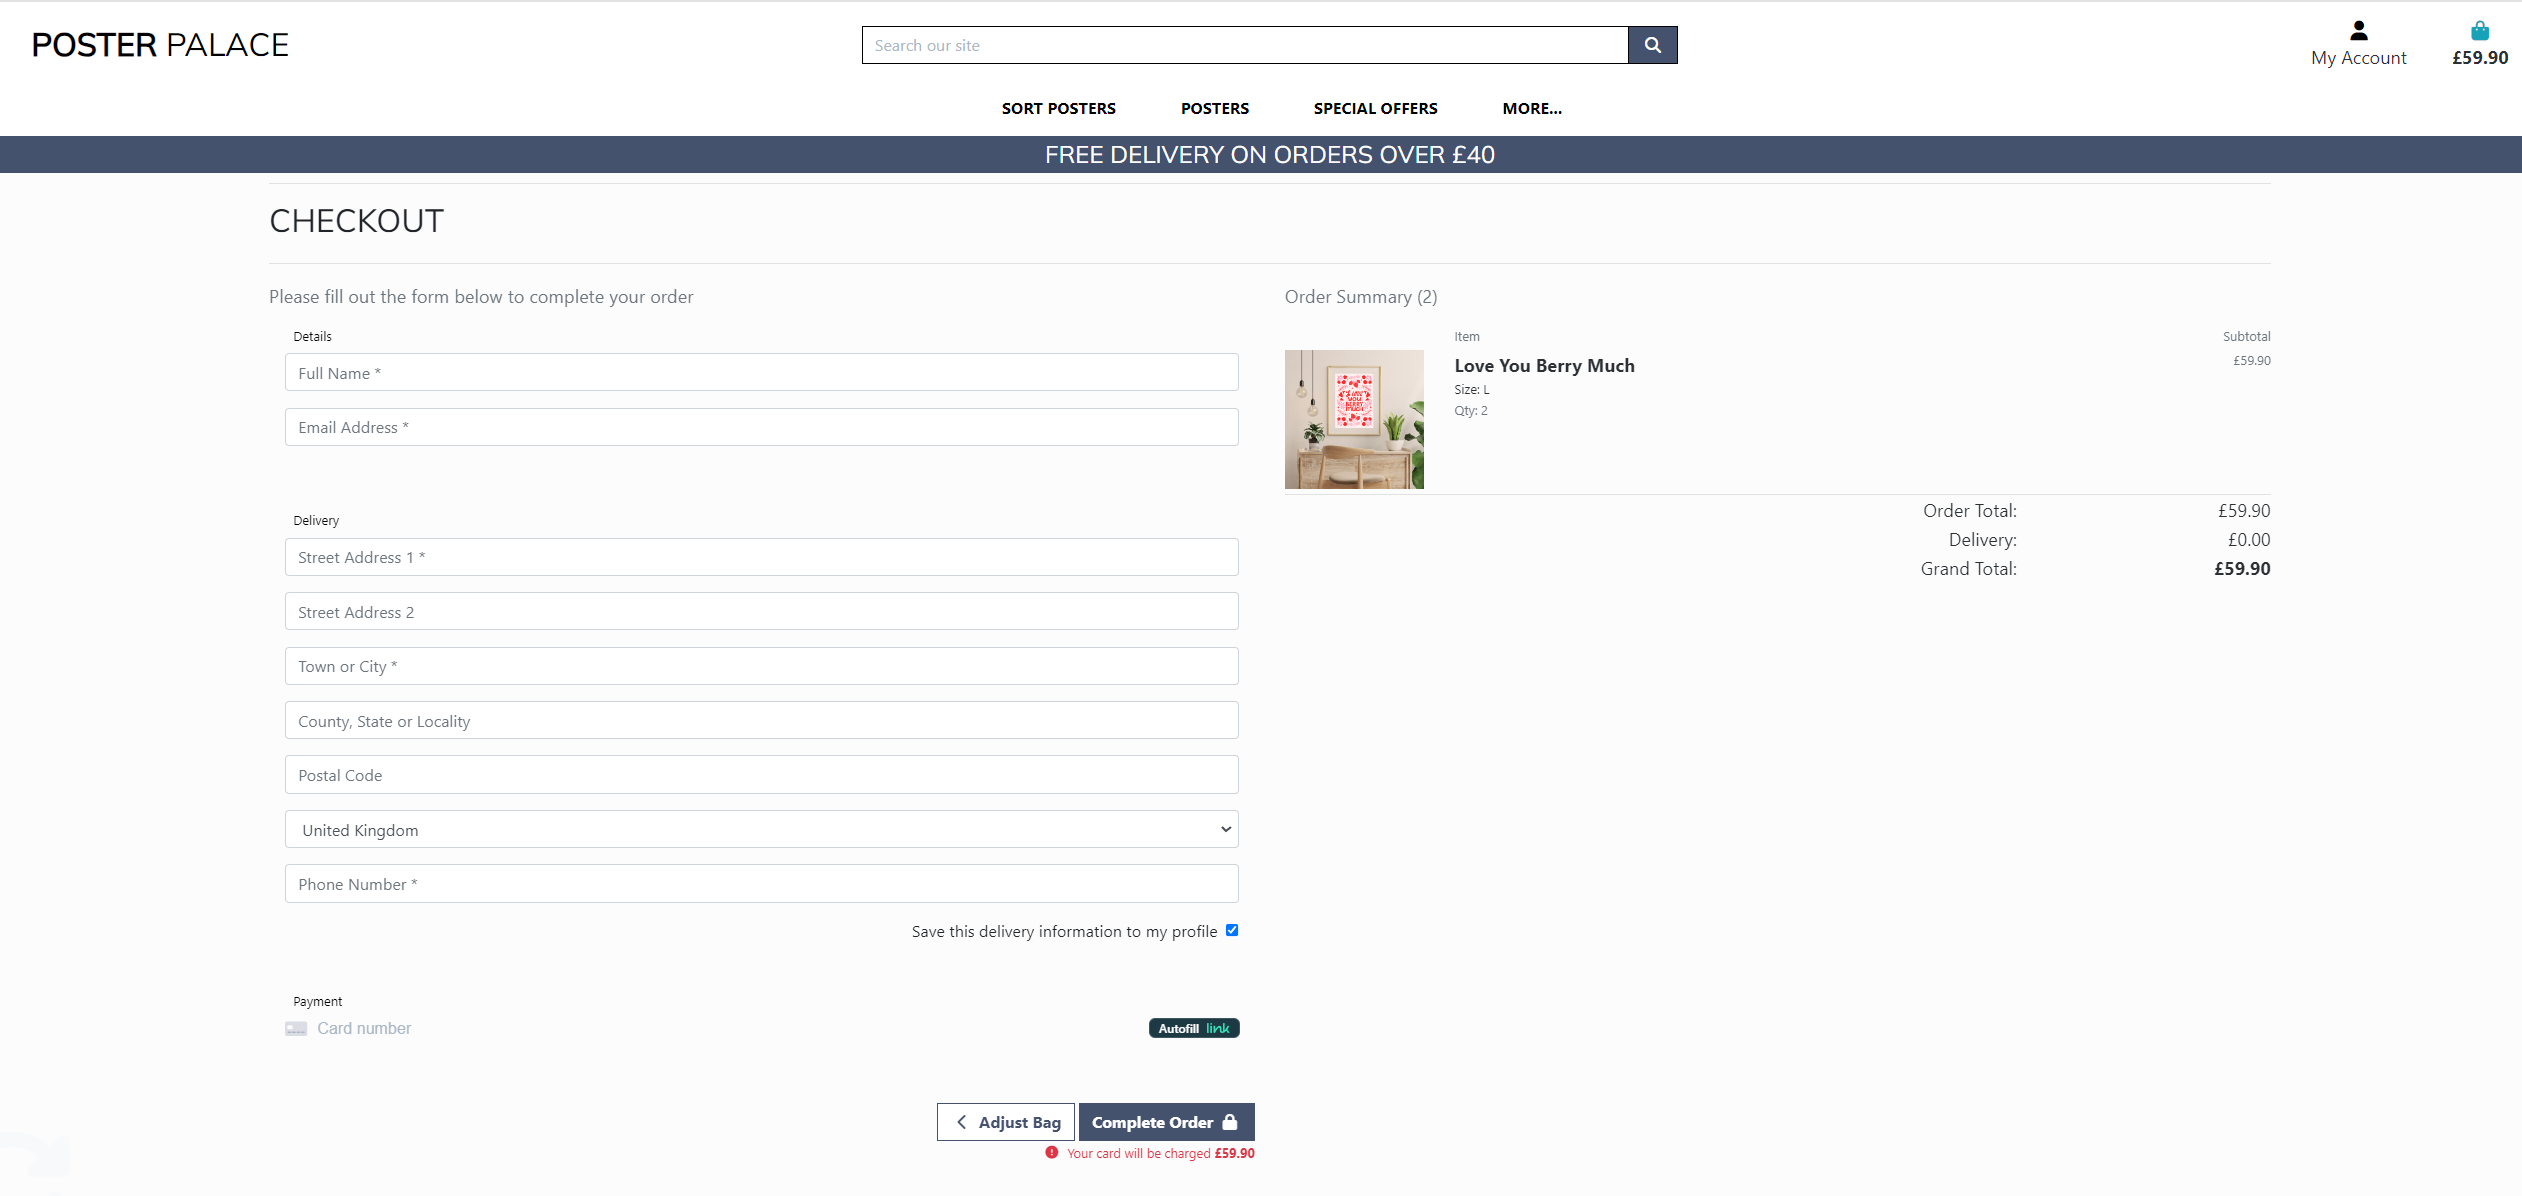 POSTER PALACE
Search our site
My Account
£59.90
SORT POSTERS
POSTERS
SPECIAL OFFERS
MORE...
FREE DELIVERY ON ORDERS OVER £40
CHECKOUT
Please fill out the form below to complete your order
Details
Full Name *
Email Address *
Delivery
Street Address 1 *
Street Address 2
Town or City *
County, State or Locality
Postal Code
United Kingdom
Phone Number *
Save this delivery information to my profile
Payment
Card number
Autofill link
Adjust Bag
Complete Order
Your card will be charged £59.90
Order Summary (2)
Item
Subtotal
I love
YOU
BERRY
MUCH
Love You Berry Much
£59.90
Size: L
Qty: 2
Order Total: £59.90
Delivery: £0.00
Grand Total: £59.90